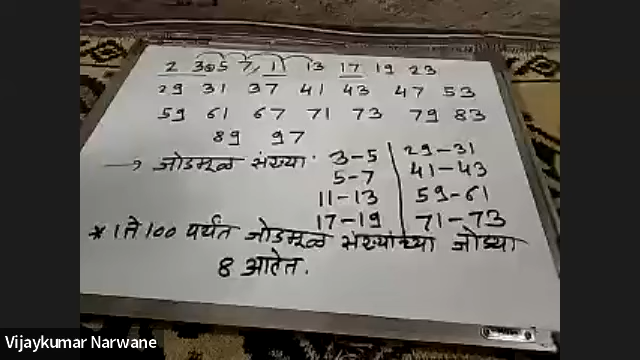 2 3 5 7, 11 13 17 19 23
29 31 37 41 43 47 53
59 61 67 71 73 79 83
89 97
→ जोडमूळ संख्या· 3-5 | 29-31
5-7 | 41-43
11-13 | 59-61
17-19 | 71-73
* 1 ते 100 पर्यंत जोडमूळ संख्यांच्या जोड्या
8 आहेत.
Vijaykumar Narwane